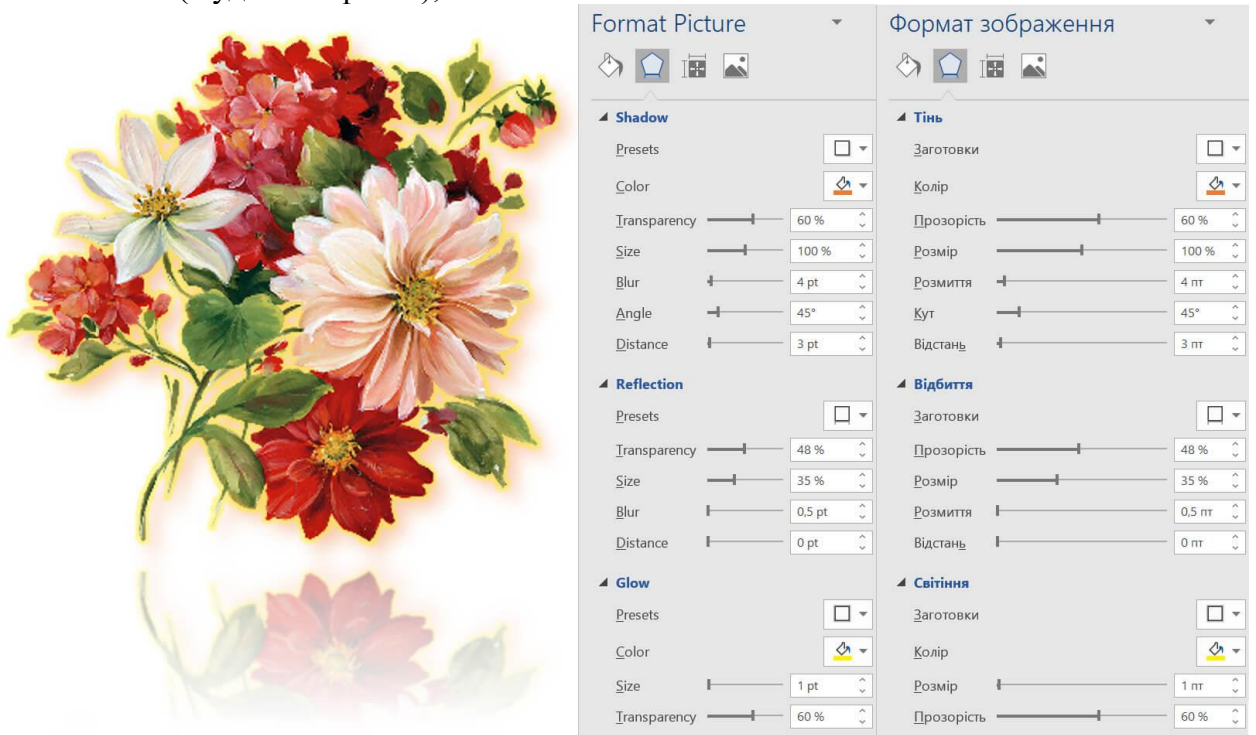 Format Picture
Shadow
Presets
Color
Transparency 60 %
Size 100 %
Blur 4 pt
Angle 45°
Distance 3 pt
Reflection
Presets
Transparency 48 %
Size 35 %
Blur 0,5 pt
Distance 0 pt
Glow
Presets
Color
Size 1 pt
Transparency 60 %
Формат зображення
Тінь
Заготовки
Колір
Прозорість 60 %
Розмір 100 %
Розмиття 4 пт
Кут 45°
Відстань 3 пт
Відбиття
Заготовки
Прозорість 48 %
Розмір 35 %
Розмиття 0,5 пт
Відстань 0 пт
Світіння
Заготовки
Колір
Розмір 1 пт
Прозорість 60 %